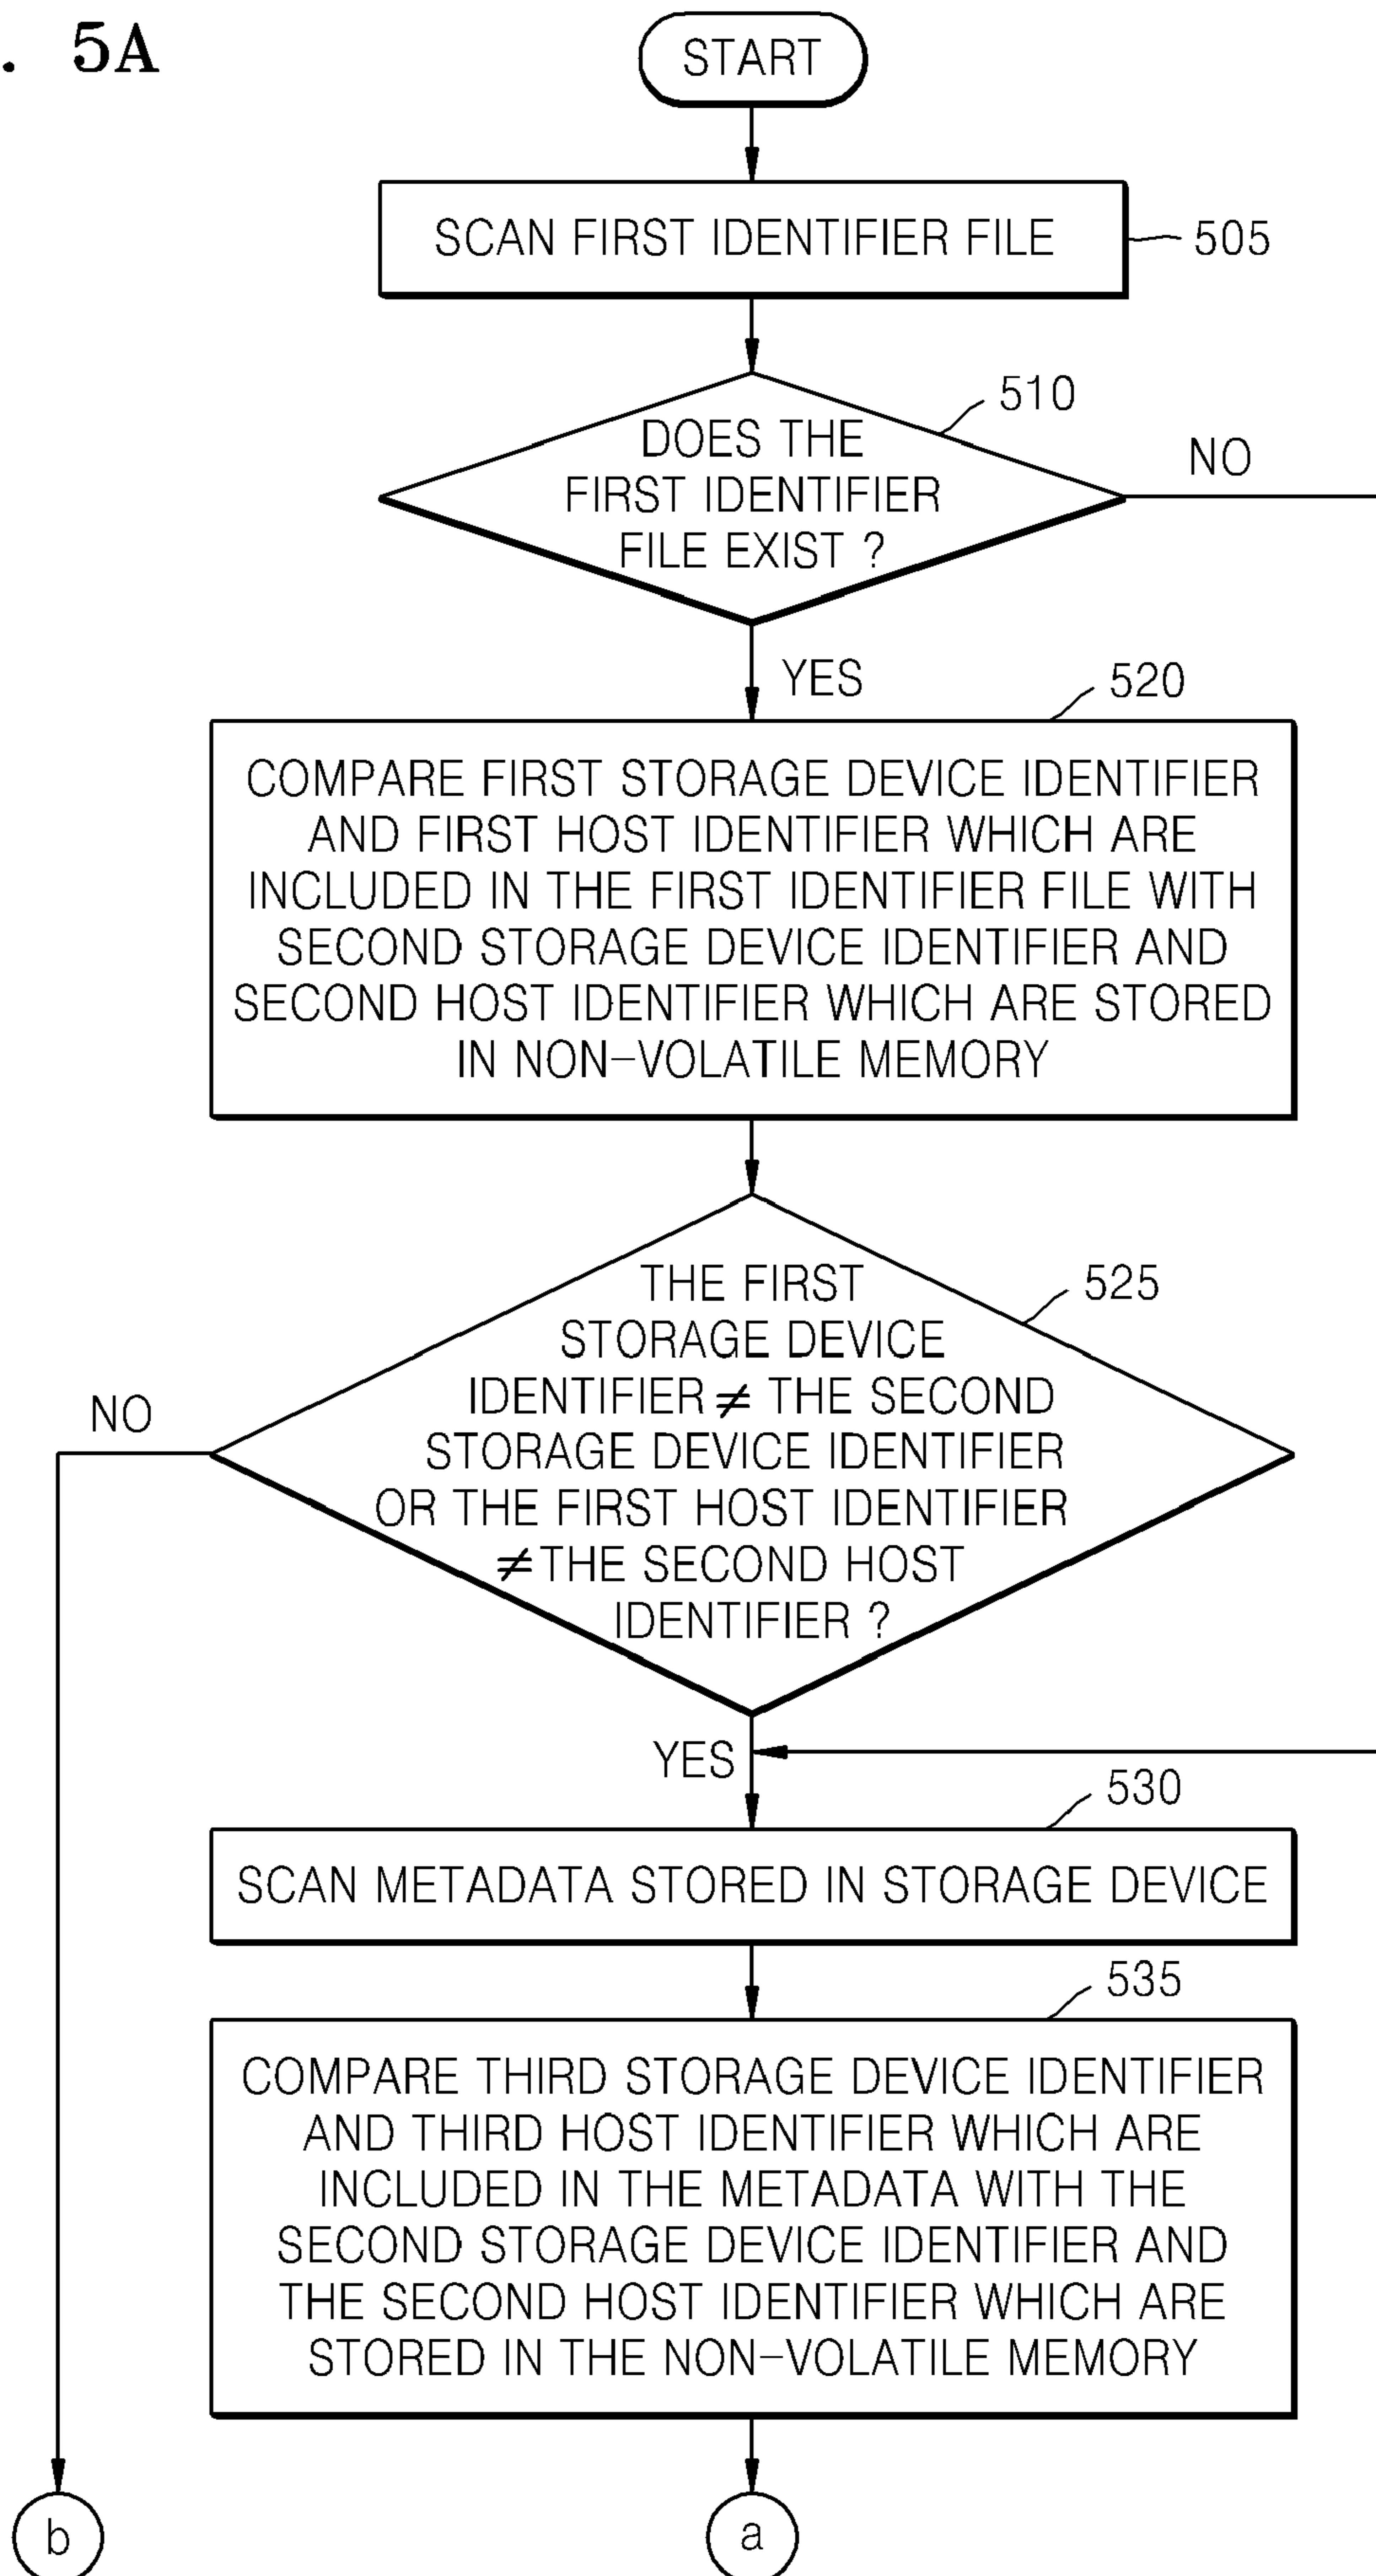 . 5A
START
SCAN FIRST IDENTIFIER FILE
505
510
DOES THE
FIRST IDENTIFIER
FILE EXIST ?
NO
YES
520
COMPARE FIRST STORAGE DEVICE IDENTIFIER
AND FIRST HOST IDENTIFIER WHICH ARE
INCLUDED IN THE FIRST IDENTIFIER FILE WITH
SECOND STORAGE DEVICE IDENTIFIER AND
SECOND HOST IDENTIFIER WHICH ARE STORED
IN NON-VOLATILE MEMORY
525
THE FIRST
STORAGE DEVICE
IDENTIFIER ≠ THE SECOND
STORAGE DEVICE IDENTIFIER
OR THE FIRST HOST IDENTIFIER
≠ THE SECOND HOST
IDENTIFIER ?
NO
YES
530
SCAN METADATA STORED IN STORAGE DEVICE
535
COMPARE THIRD STORAGE DEVICE IDENTIFIER
AND THIRD HOST IDENTIFIER WHICH ARE
INCLUDED IN THE METADATA WITH THE
SECOND STORAGE DEVICE IDENTIFIER AND
THE SECOND HOST IDENTIFIER WHICH ARE
STORED IN THE NON-VOLATILE MEMORY
b
a